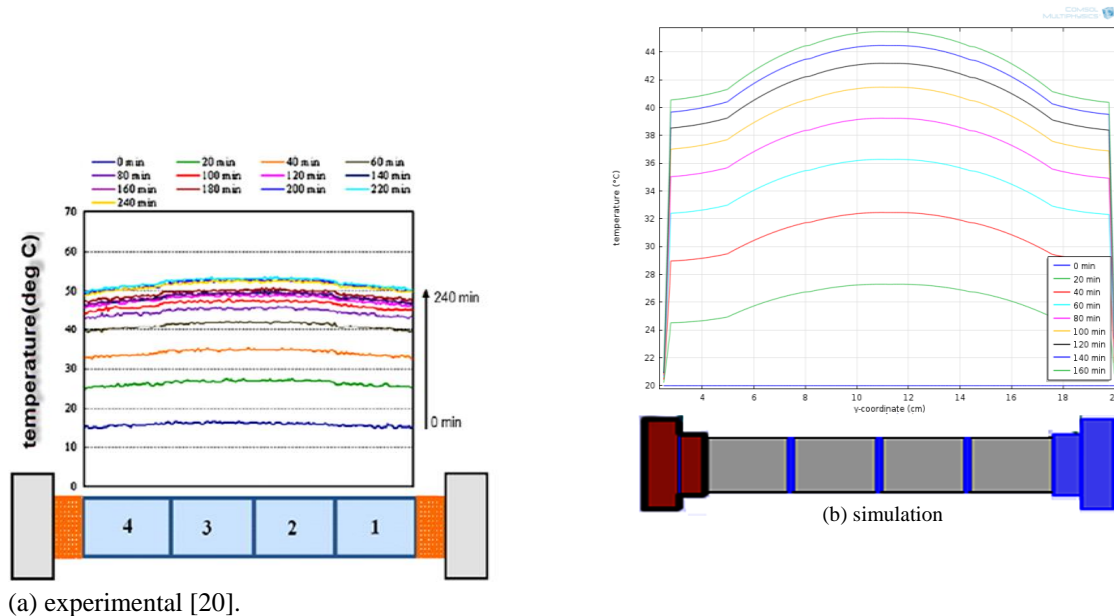 0 min 20 min 40 min 60 min
80 min 100 min 120 min 140 min
160 min 180 min 200 min 220 min
240 min
temperature(deg C)
70
60
50
40
30
20
10
0
240 min
0 min
4 3 2 1
(a) experimental [20].
COMSOL
MULTIPHYSICS
temperature (°C)
44
42
40
38
36
34
32
30
28
26
24
22
20
0 min
20 min
40 min
60 min
80 min
100 min
120 min
140 min
160 min
4 6 8 10 12 14 16 18 2
y-coordinate (cm)
(b) simulation